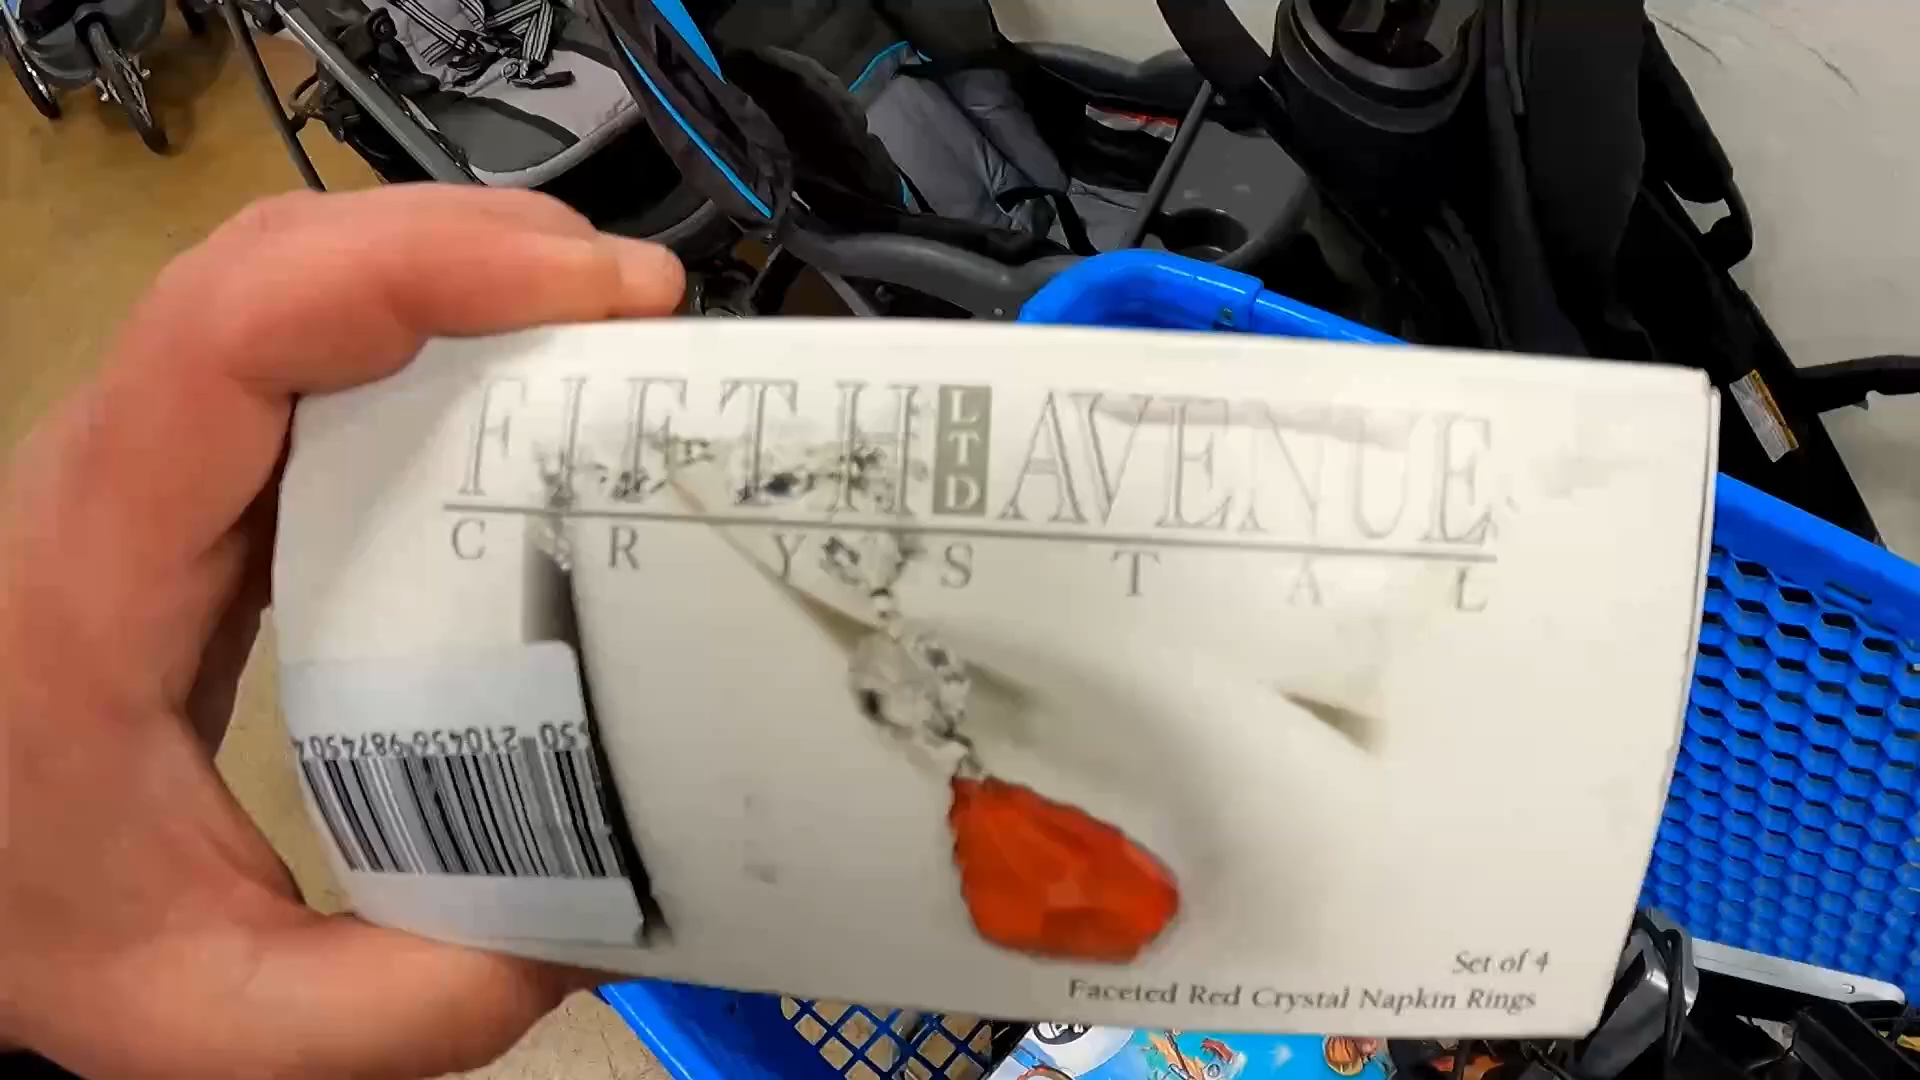 FIFTH LTD AVENUE
CRYSTAL
Set of 4
Faceted Red Crystal Napkin Rings